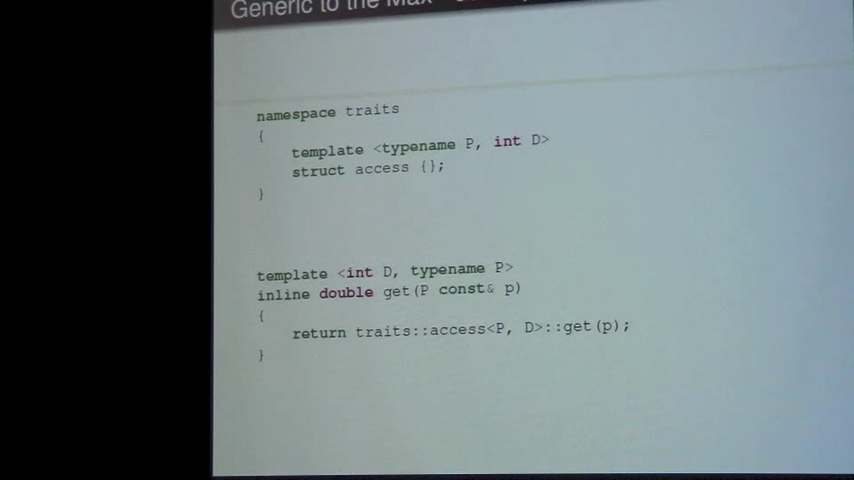 Generic to the Max
namespace traits
{
template <typename P, int D>
struct access {};
}
template <int D, typename P>
inline double get(P const& p)
{
return traits::access<P, D>::get(p);
}